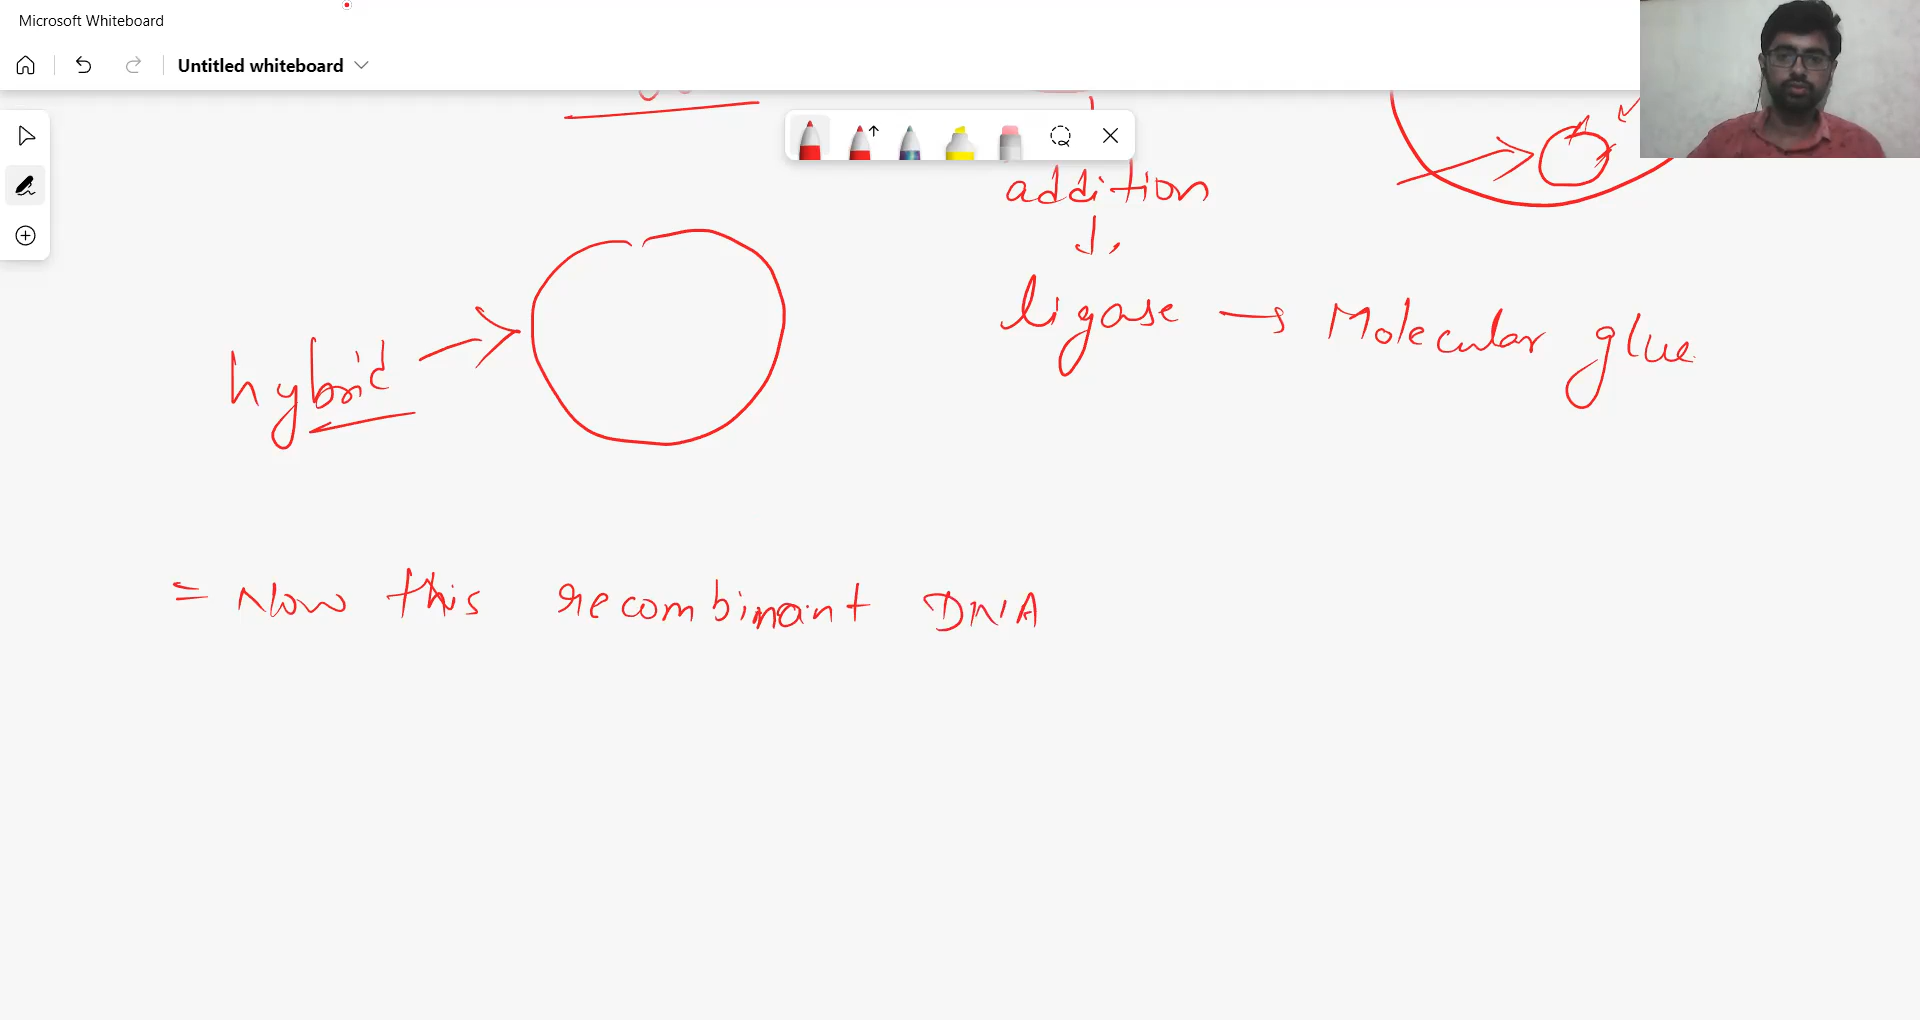 Microsoft Whiteboard
Untitled whiteboard
addition
ligase → Molecular glue
hybrid
= Now this recombinant DNA